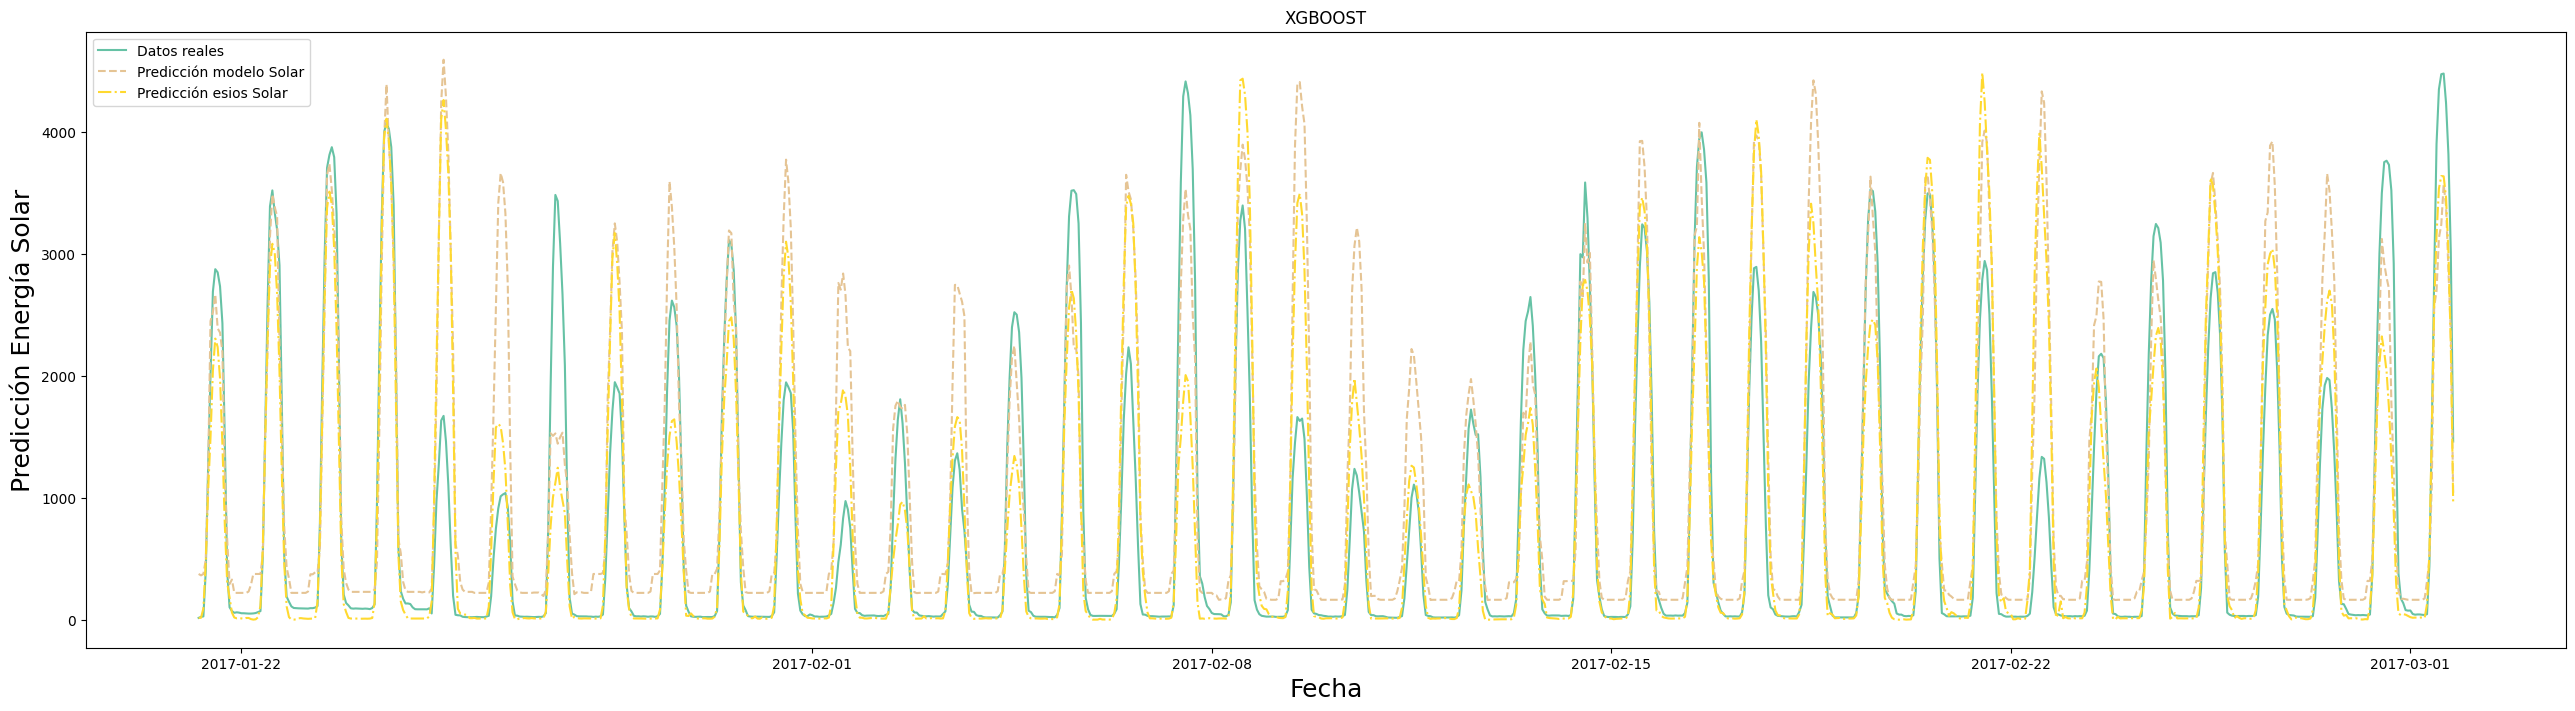 XGBOOST
Datos reales
Predicción modelo Solar
Predicción esios Solar
Predicción Energía Solar
4000
3000
2000
1000
0
2017-01-22
2017-02-01
2017-02-08
2017-02-15
2017-02-22
2017-03-01
Fecha